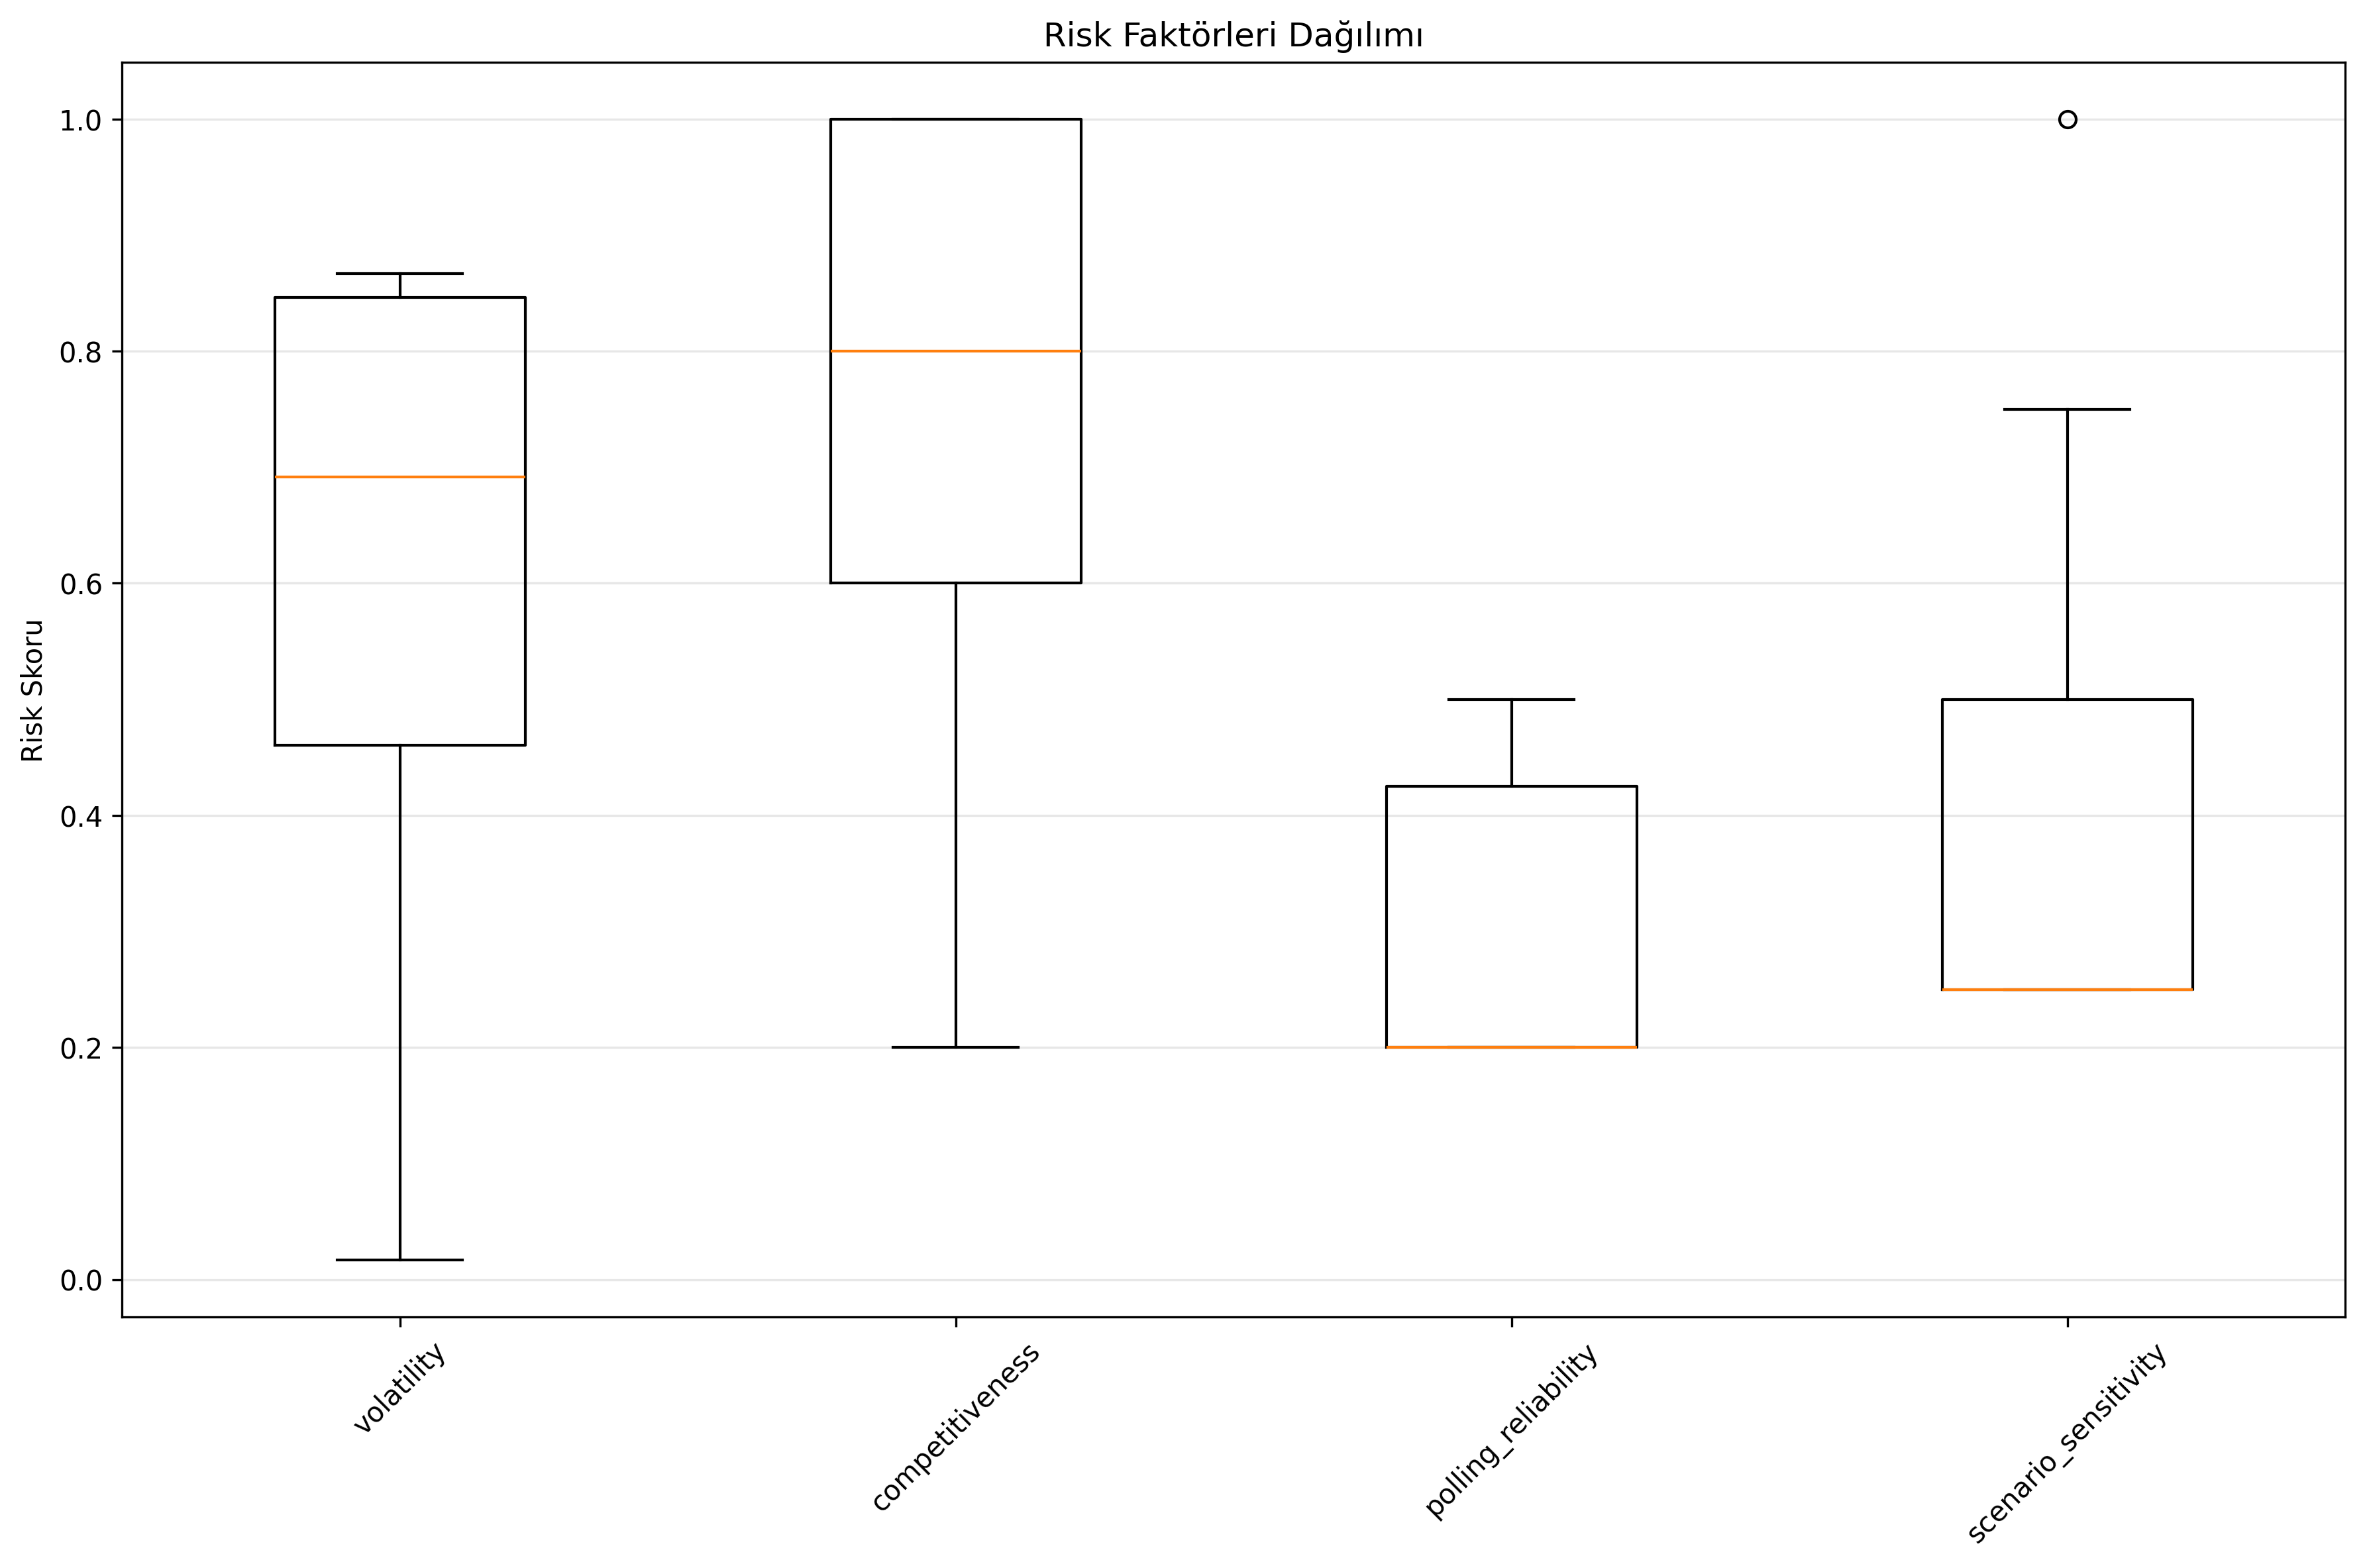 Risk Faktörleri Dağılımı
Risk Skoru
1.0
0.8
0.6
0.4
0.2
0.0
volatility
competitiveness
polling_reliability
scenario_sensitivity